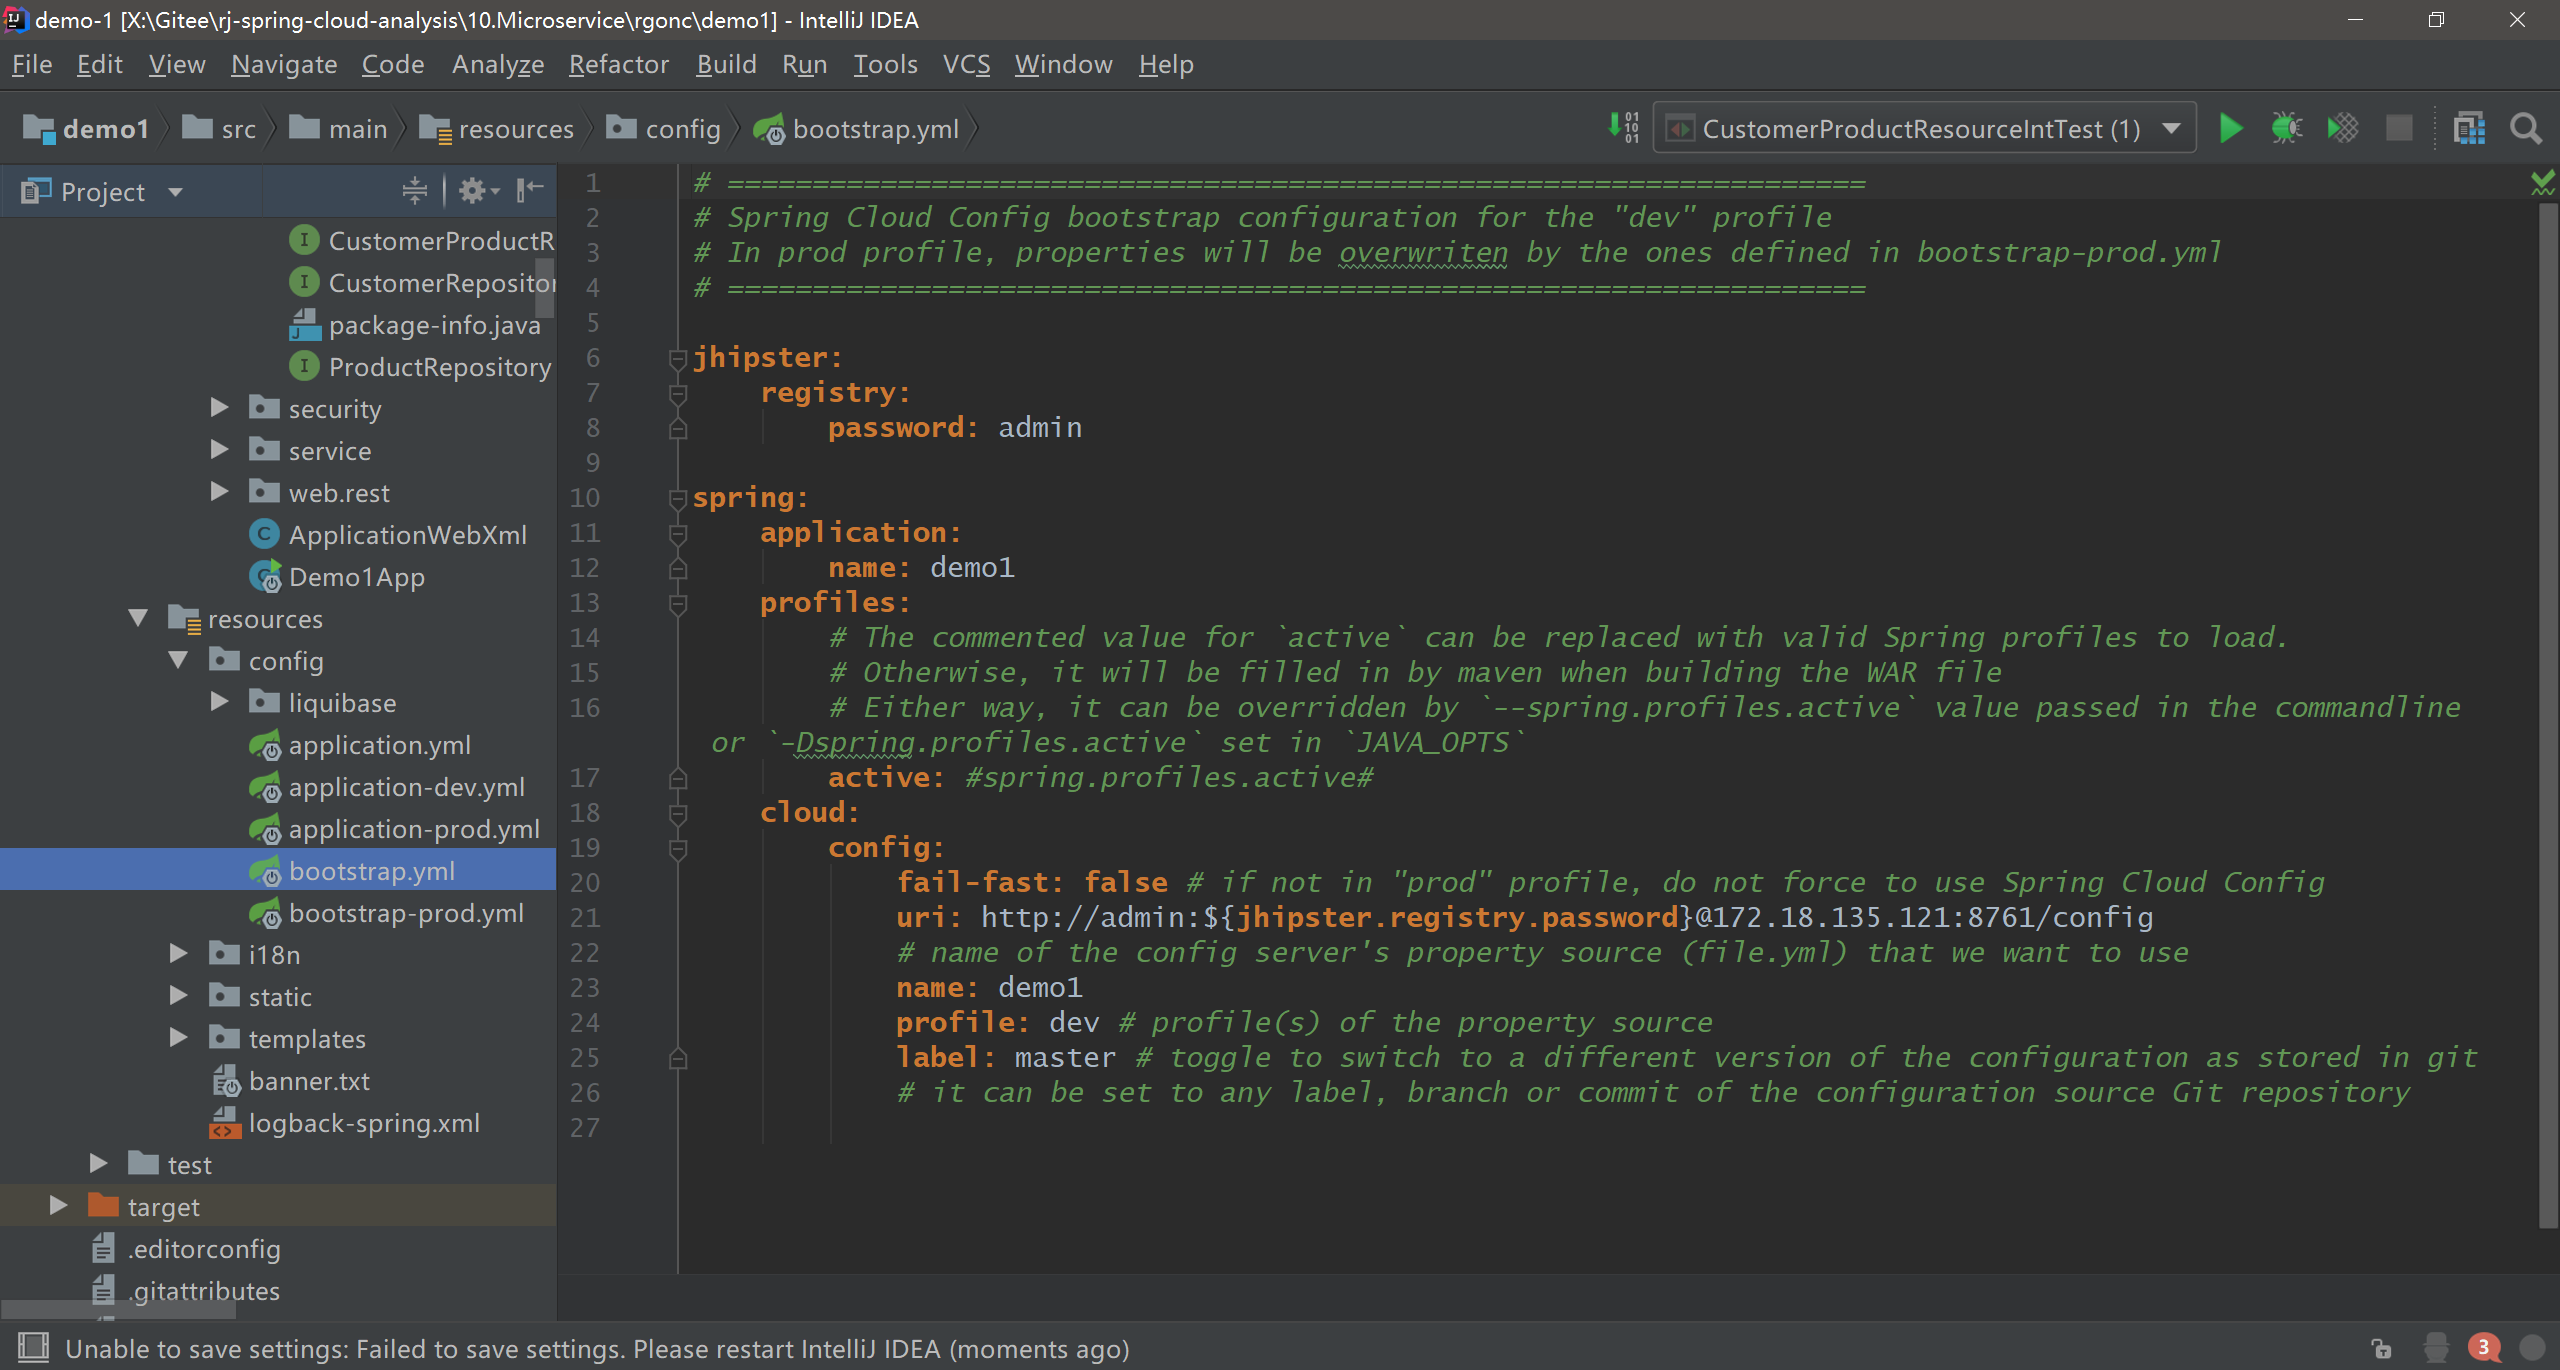 demo-1 [X:\Gitee\rj-spring-cloud-analysis\10.Microservice\rgonc\demo1] - IntelliJ IDEA
File Edit View Navigate Code Analyze Refactor Build Run Tools VCS Window Help
demo1 src main resources config bootstrap.yml CustomerProductResourceIntTest (1)
Project
CustomerProductR
CustomerRepositor
package-info.java
ProductRepository
security
service
web.rest
ApplicationWebXml
Demo1App
resources
config
liquibase
application.yml
application-dev.yml
application-prod.yml
bootstrap.yml
bootstrap-prod.yml
i18n
static
templates
banner.txt
logback-spring.xml
test
target
.editorconfig
.gitattributes
1 # ===================================================================
2 # Spring Cloud Config bootstrap configuration for the "dev" profile
3 # In prod profile, properties will be overwriten by the ones defined in bootstrap-prod.yml
4 # ===================================================================
5
6 jhipster:
7 registry:
8 password: admin
9
10 spring:
11 application:
12 name: demo1
13 profiles:
14 # The commented value for `active` can be replaced with valid Spring profiles to load.
15 # Otherwise, it will be filled in by maven when building the WAR file
16 # Either way, it can be overridden by `--spring.profiles.active` value passed in the commandline
or `-Dspring.profiles.active` set in `JAVA_OPTS`
17 active: #spring.profiles.active#
18 cloud:
19 config:
20 fail-fast: false # if not in "prod" profile, do not force to use Spring Cloud Config
21 uri: http://admin:${jhipster.registry.password}@172.18.135.121:8761/config
22 # name of the config server's property source (file.yml) that we want to use
23 name: demo1
24 profile: dev # profile(s) of the property source
25 label: master # toggle to switch to a different version of the configuration as stored in git
26 # it can be set to any label, branch or commit of the configuration source Git repository
27
Unable to save settings: Failed to save settings. Please restart IntelliJ IDEA (moments ago) 3